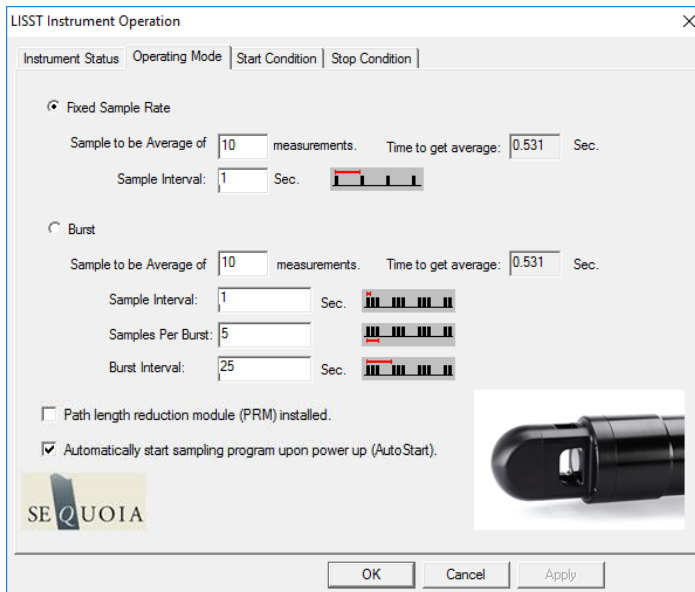 LISST Instrument Operation
Instrument Status Operating Mode Start Condition Stop Condition
Fixed Sample Rate
Sample to be Average of 10 measurements. Time to get average: 0.531 Sec.
Sample Interval: 1 Sec.
Burst
Sample to be Average of 10 measurements. Time to get average: 0.531 Sec.
Sample Interval: 1 Sec.
Samples Per Burst: 5
Burst Interval: 25 Sec.
Path length reduction module (PRM) installed.
Automatically start sampling program upon power up (AutoStart).
SEQUOIA
OK Cancel Apply